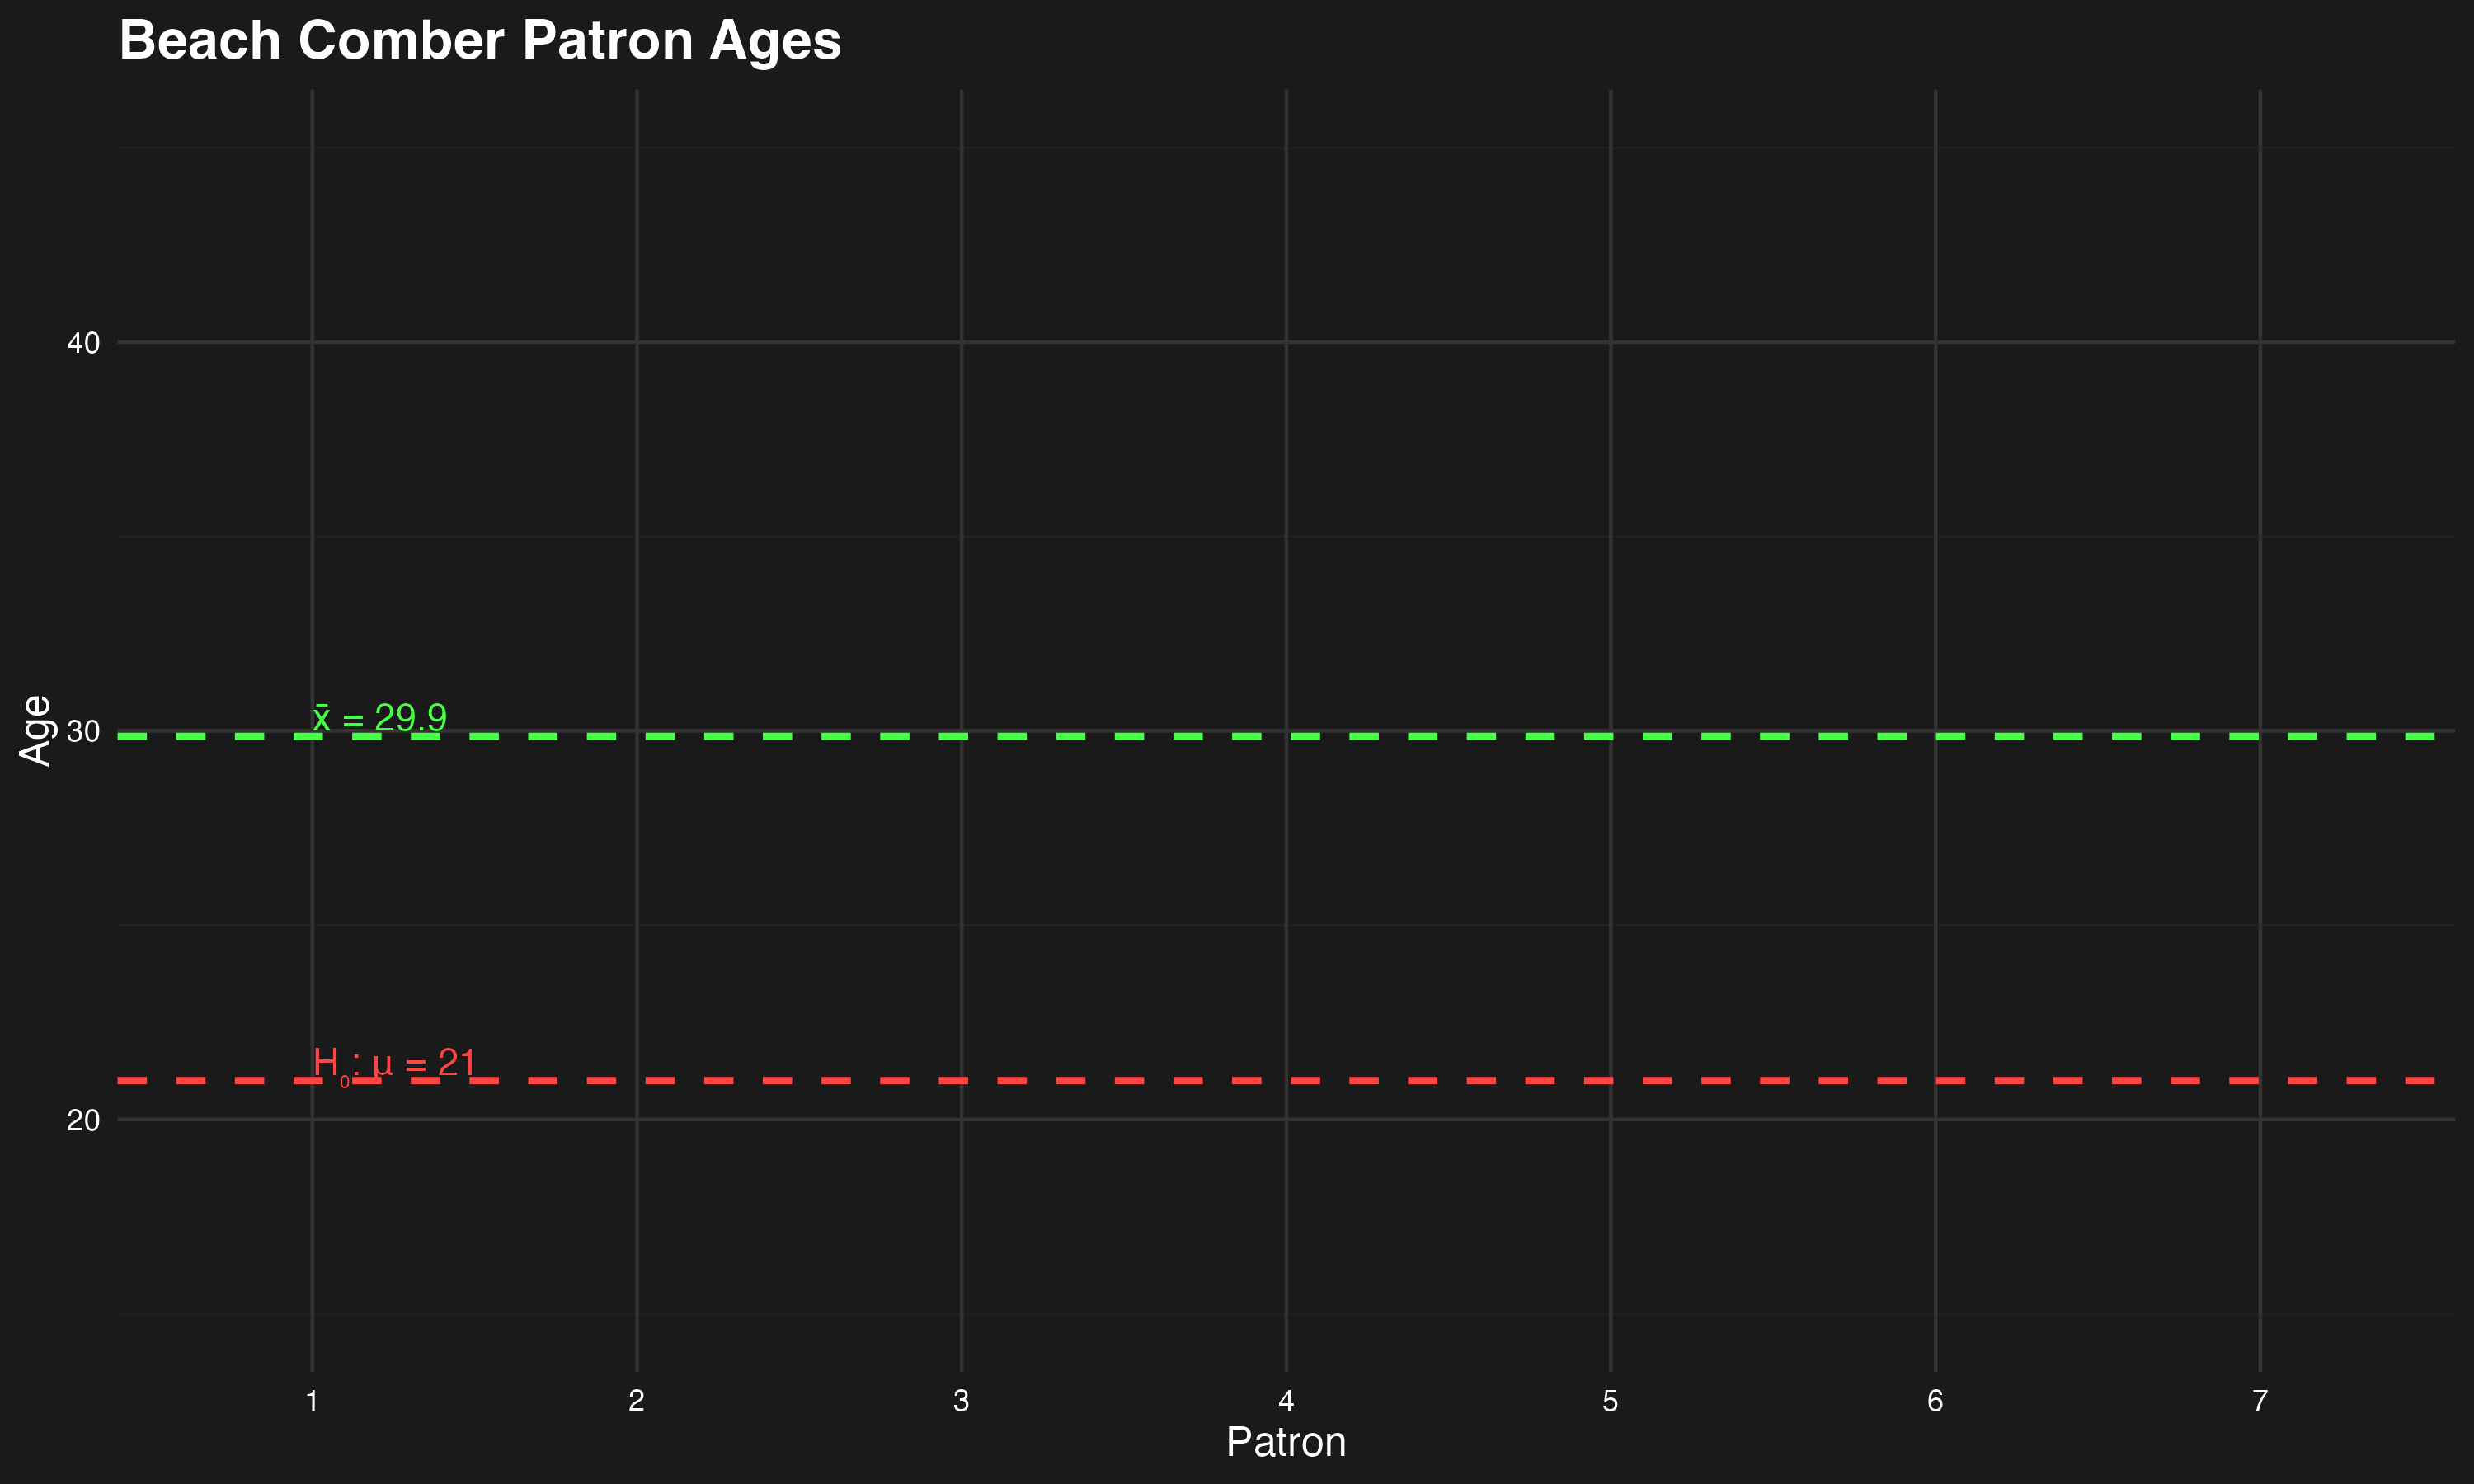 Beach Comber Patron Ages
40
x̄ = 29.9
30
Age
H₀: μ = 21
20
1 2 3 4 5 6 7
Patron